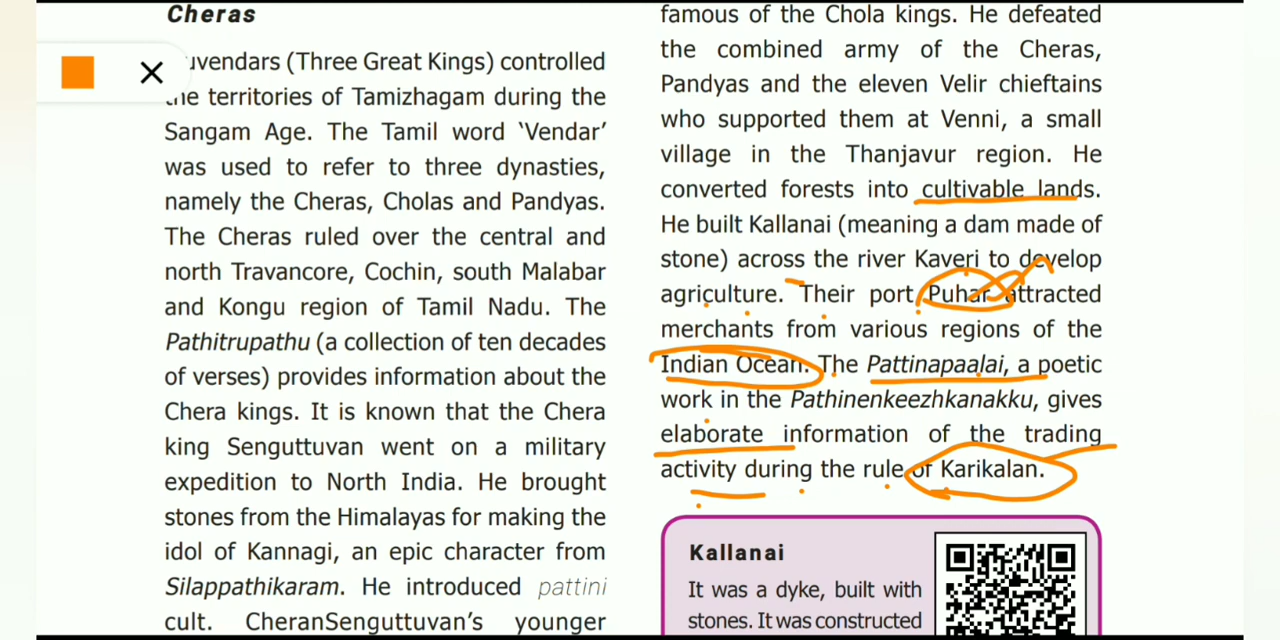 Cheras
uvendars (Three Great Kings) controlled
the territories of Tamizhagam during the
Sangam Age. The Tamil word ‘Vendar’
was used to refer to three dynasties,
namely the Cheras, Cholas and Pandyas.
The Cheras ruled over the central and
north Travancore, Cochin, south Malabar
and Kongu region of Tamil Nadu. The
Pathitrupathu (a collection of ten decades
of verses) provides information about the
Chera kings. It is known that the Chera
king Senguttuvan went on a military
expedition to North India. He brought
stones from the Himalayas for making the
idol of Kannagi, an epic character from
Silappathikaram. He introduced pattini
cult. CheranSenguttuvan’s younger
famous of the Chola kings. He defeated
the combined army of the Cheras,
Pandyas and the eleven Velir chieftains
who supported them at Venni, a small
village in the Thanjavur region. He
converted forests into cultivable lands.
He built Kallanai (meaning a dam made of
stone) across the river Kaveri to develop
agriculture. Their port Puhar attracted
merchants from various regions of the
Indian Ocean. The Pattinapaalai, a poetic
work in the Pathinenkeezhkanakku, gives
elaborate information of the trading
activity during the rule of Karikalan.
Kallanai
It was a dyke, built with
stones. It was constructed